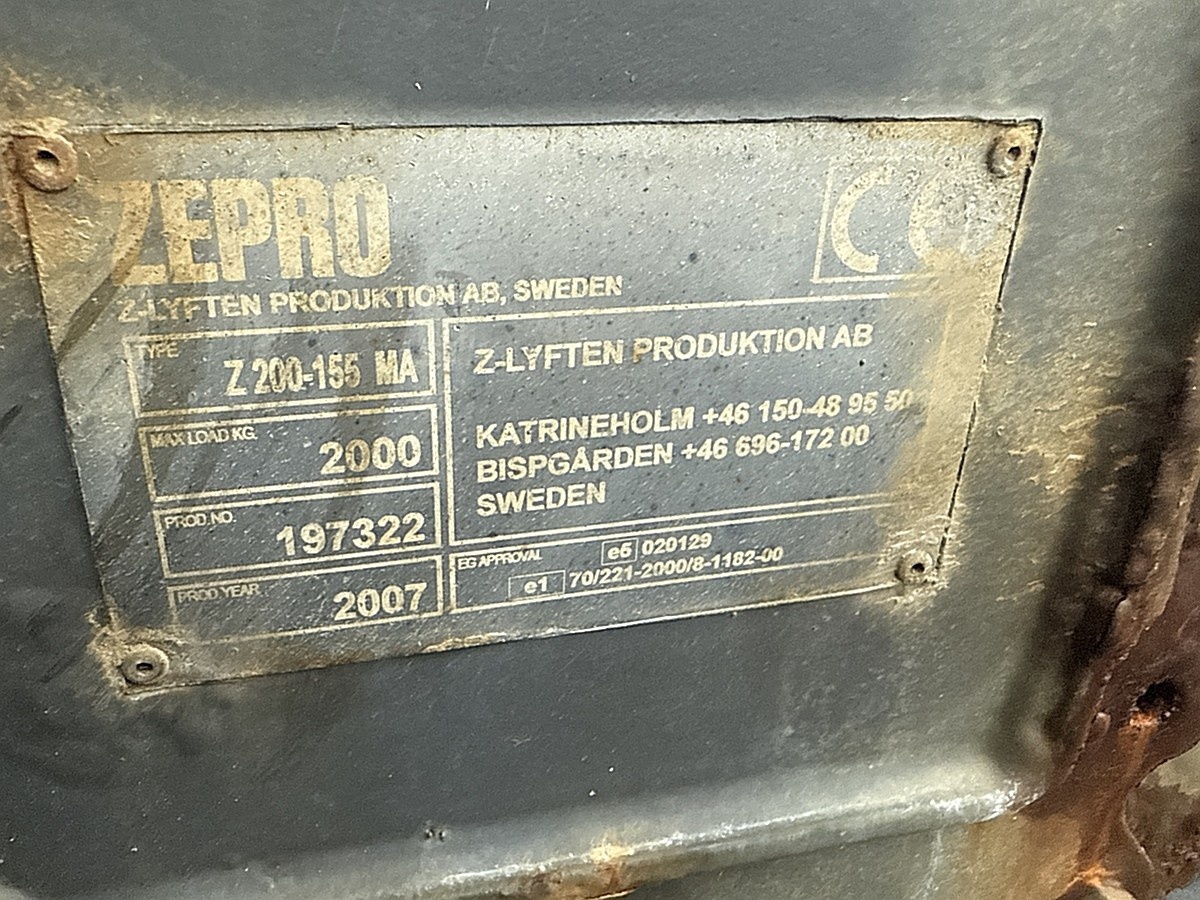 ZEPRO
CE
Z-LYFTEN PRODUKTION AB, SWEDEN
TYPE
Z 200-155 MA
MAX LOAD KG.
2000
PROD.NO.
197322
PROD YEAR
2007
Z-LYFTEN PRODUKTION AB
KATRINEHOLM +46 150-48 95 50
BISPGÅRDEN +46 696-172 00
SWEDEN
EG APPROVAL
e5 020129
e1 70/221-2000/8-1182-00